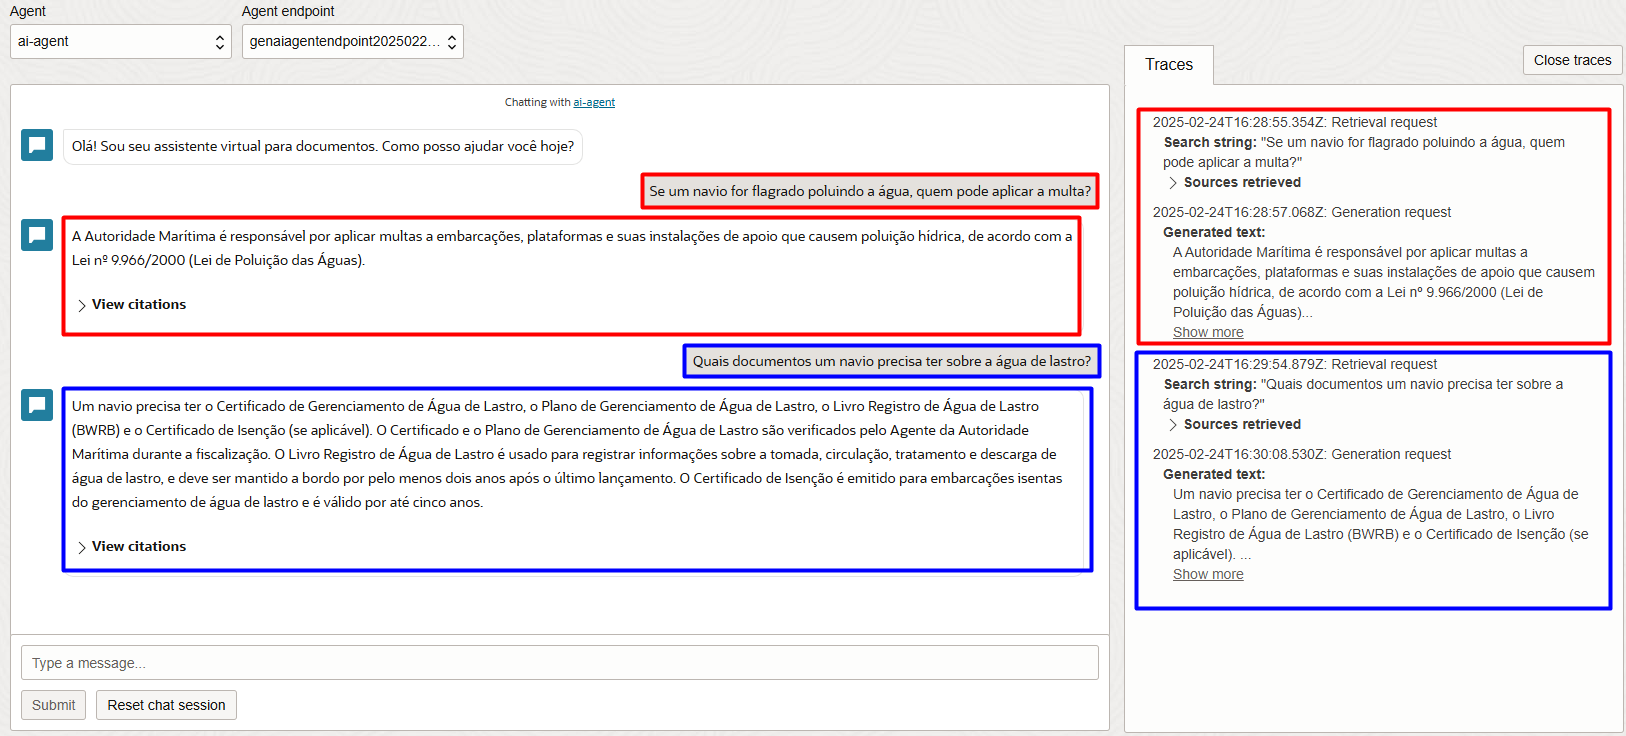 Agent
Agent endpoint
ai-agent
genaiagentendpoint2025022...
Traces
Close traces
Chatting with ai-agent
Olá! Sou seu assistente virtual para documentos. Como posso ajudar você hoje?
Se um navio for flagrado poluindo a água, quem pode aplicar a multa?
A Autoridade Marítima é responsável por aplicar multas a embarcações, plataformas e suas instalações de apoio que causem poluição hídrica, de acordo com a
Lei nº 9.966/2000 (Lei de Poluição das Águas).
View citations
Quais documentos um navio precisa ter sobre a água de lastro?
Um navio precisa ter o Certificado de Gerenciamento de Água de Lastro, o Plano de Gerenciamento de Água de Lastro, o Livro Registro de Água de Lastro
(BWRB) e o Certificado de Isenção (se aplicável). O Certificado e o Plano de Gerenciamento de Água de Lastro são verificados pelo Agente da Autoridade
Marítima durante a fiscalização. O Livro Registro de Água de Lastro é usado para registrar informações sobre a tomada, circulação, tratamento e descarga de
água de lastro, e deve ser mantido a bordo por pelo menos dois anos após o último lançamento. O Certificado de Isenção é emitido para embarcações isentas
do gerenciamento de água de lastro e é válido por até cinco anos.
View citations
Type a message...
Submit
Reset chat session
2025-02-24T16:28:55.354Z: Retrieval request
Search string: "Se um navio for flagrado poluindo a água, quem
pode aplicar a multa?"
Sources retrieved
2025-02-24T16:28:57.068Z: Generation request
Generated text:
A Autoridade Marítima é responsável por aplicar multas a
embarcações, plataformas e suas instalações de apoio que causem
poluição hídrica, de acordo com a Lei nº 9.966/2000 (Lei de
Poluição das Águas)...
Show more
2025-02-24T16:29:54.879Z: Retrieval request
Search string: "Quais documentos um navio precisa ter sobre a
água de lastro?"
Sources retrieved
2025-02-24T16:30:08.530Z: Generation request
Generated text:
Um navio precisa ter o Certificado de Gerenciamento de Água de
Lastro, o Plano de Gerenciamento de Água de Lastro, o Livro
Registro de Água de Lastro (BWRB) e o Certificado de Isenção (se
aplicável). ...
Show more